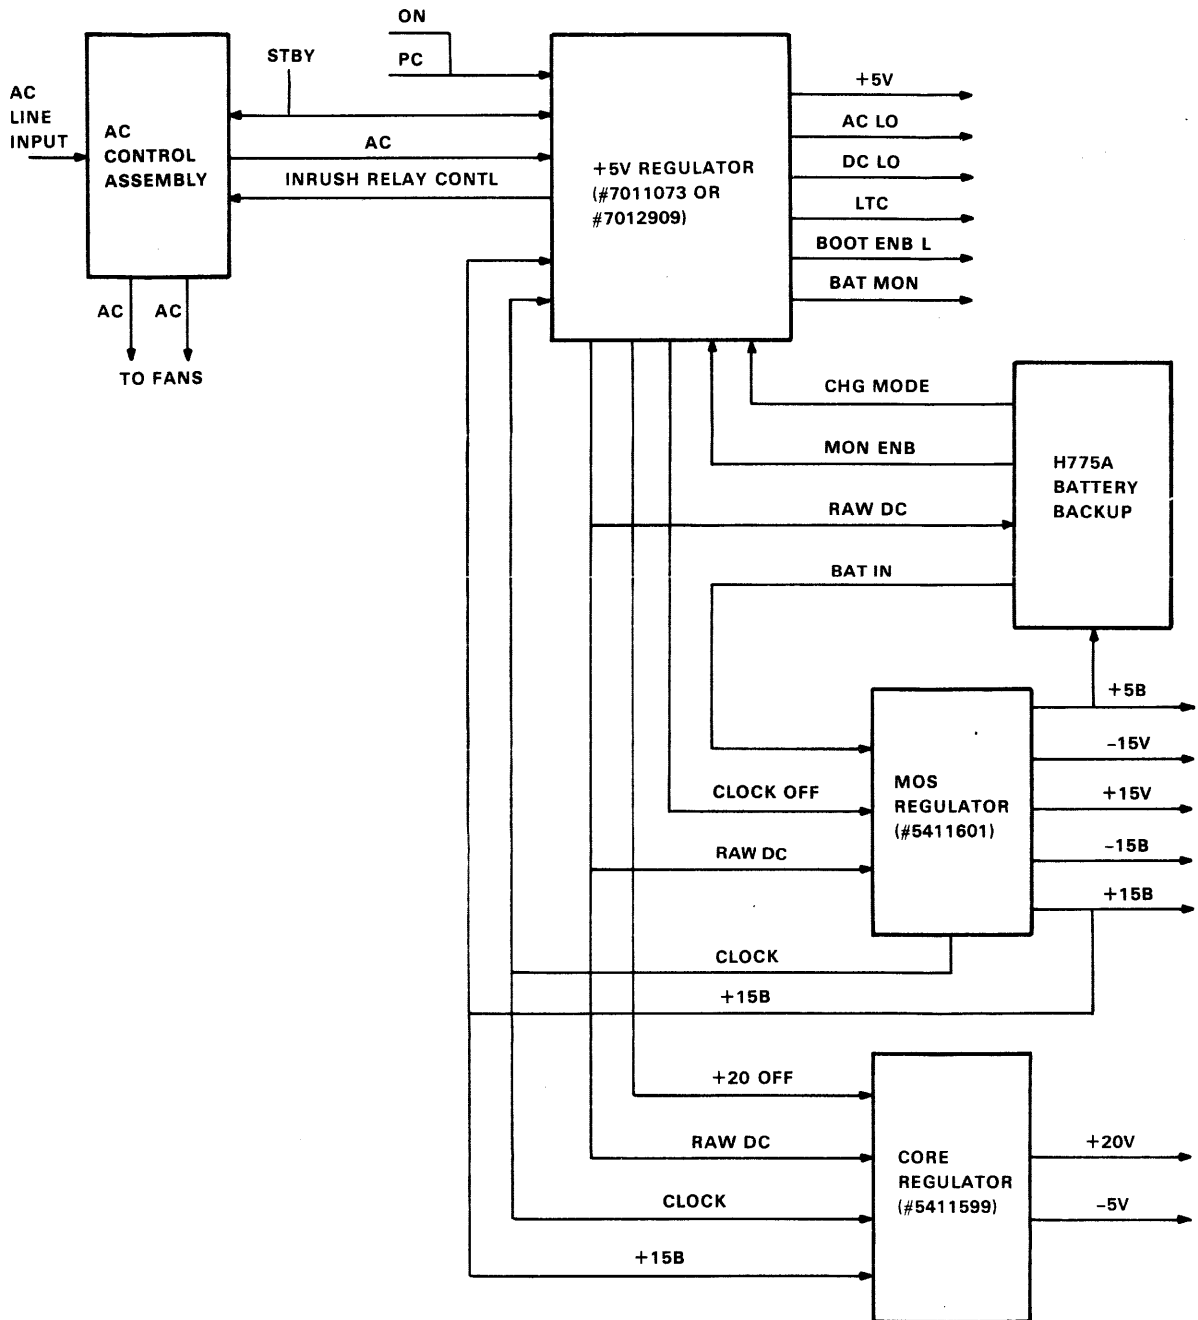 ON
PC
STBY
AC
LINE
INPUT
AC
CONTROL
ASSEMBLY
AC
INRUSH RELAY CONTL
+5V REGULATOR
(#7011073 OR
#7012909)
+5V
AC LO
DC LO
LTC
BOOT ENB L
BAT MON
AC
AC
TO FANS
CHG MODE
MON ENB
RAW DC
BAT IN
H775A
BATTERY
BACKUP
CLOCK OFF
RAW DC
MOS
REGULATOR
(#5411601)
+5B
-15V
+15V
-15B
+15B
CLOCK
+15B
+20 OFF
RAW DC
CLOCK
+15B
CORE
REGULATOR
(#5411599)
+20V
-5V